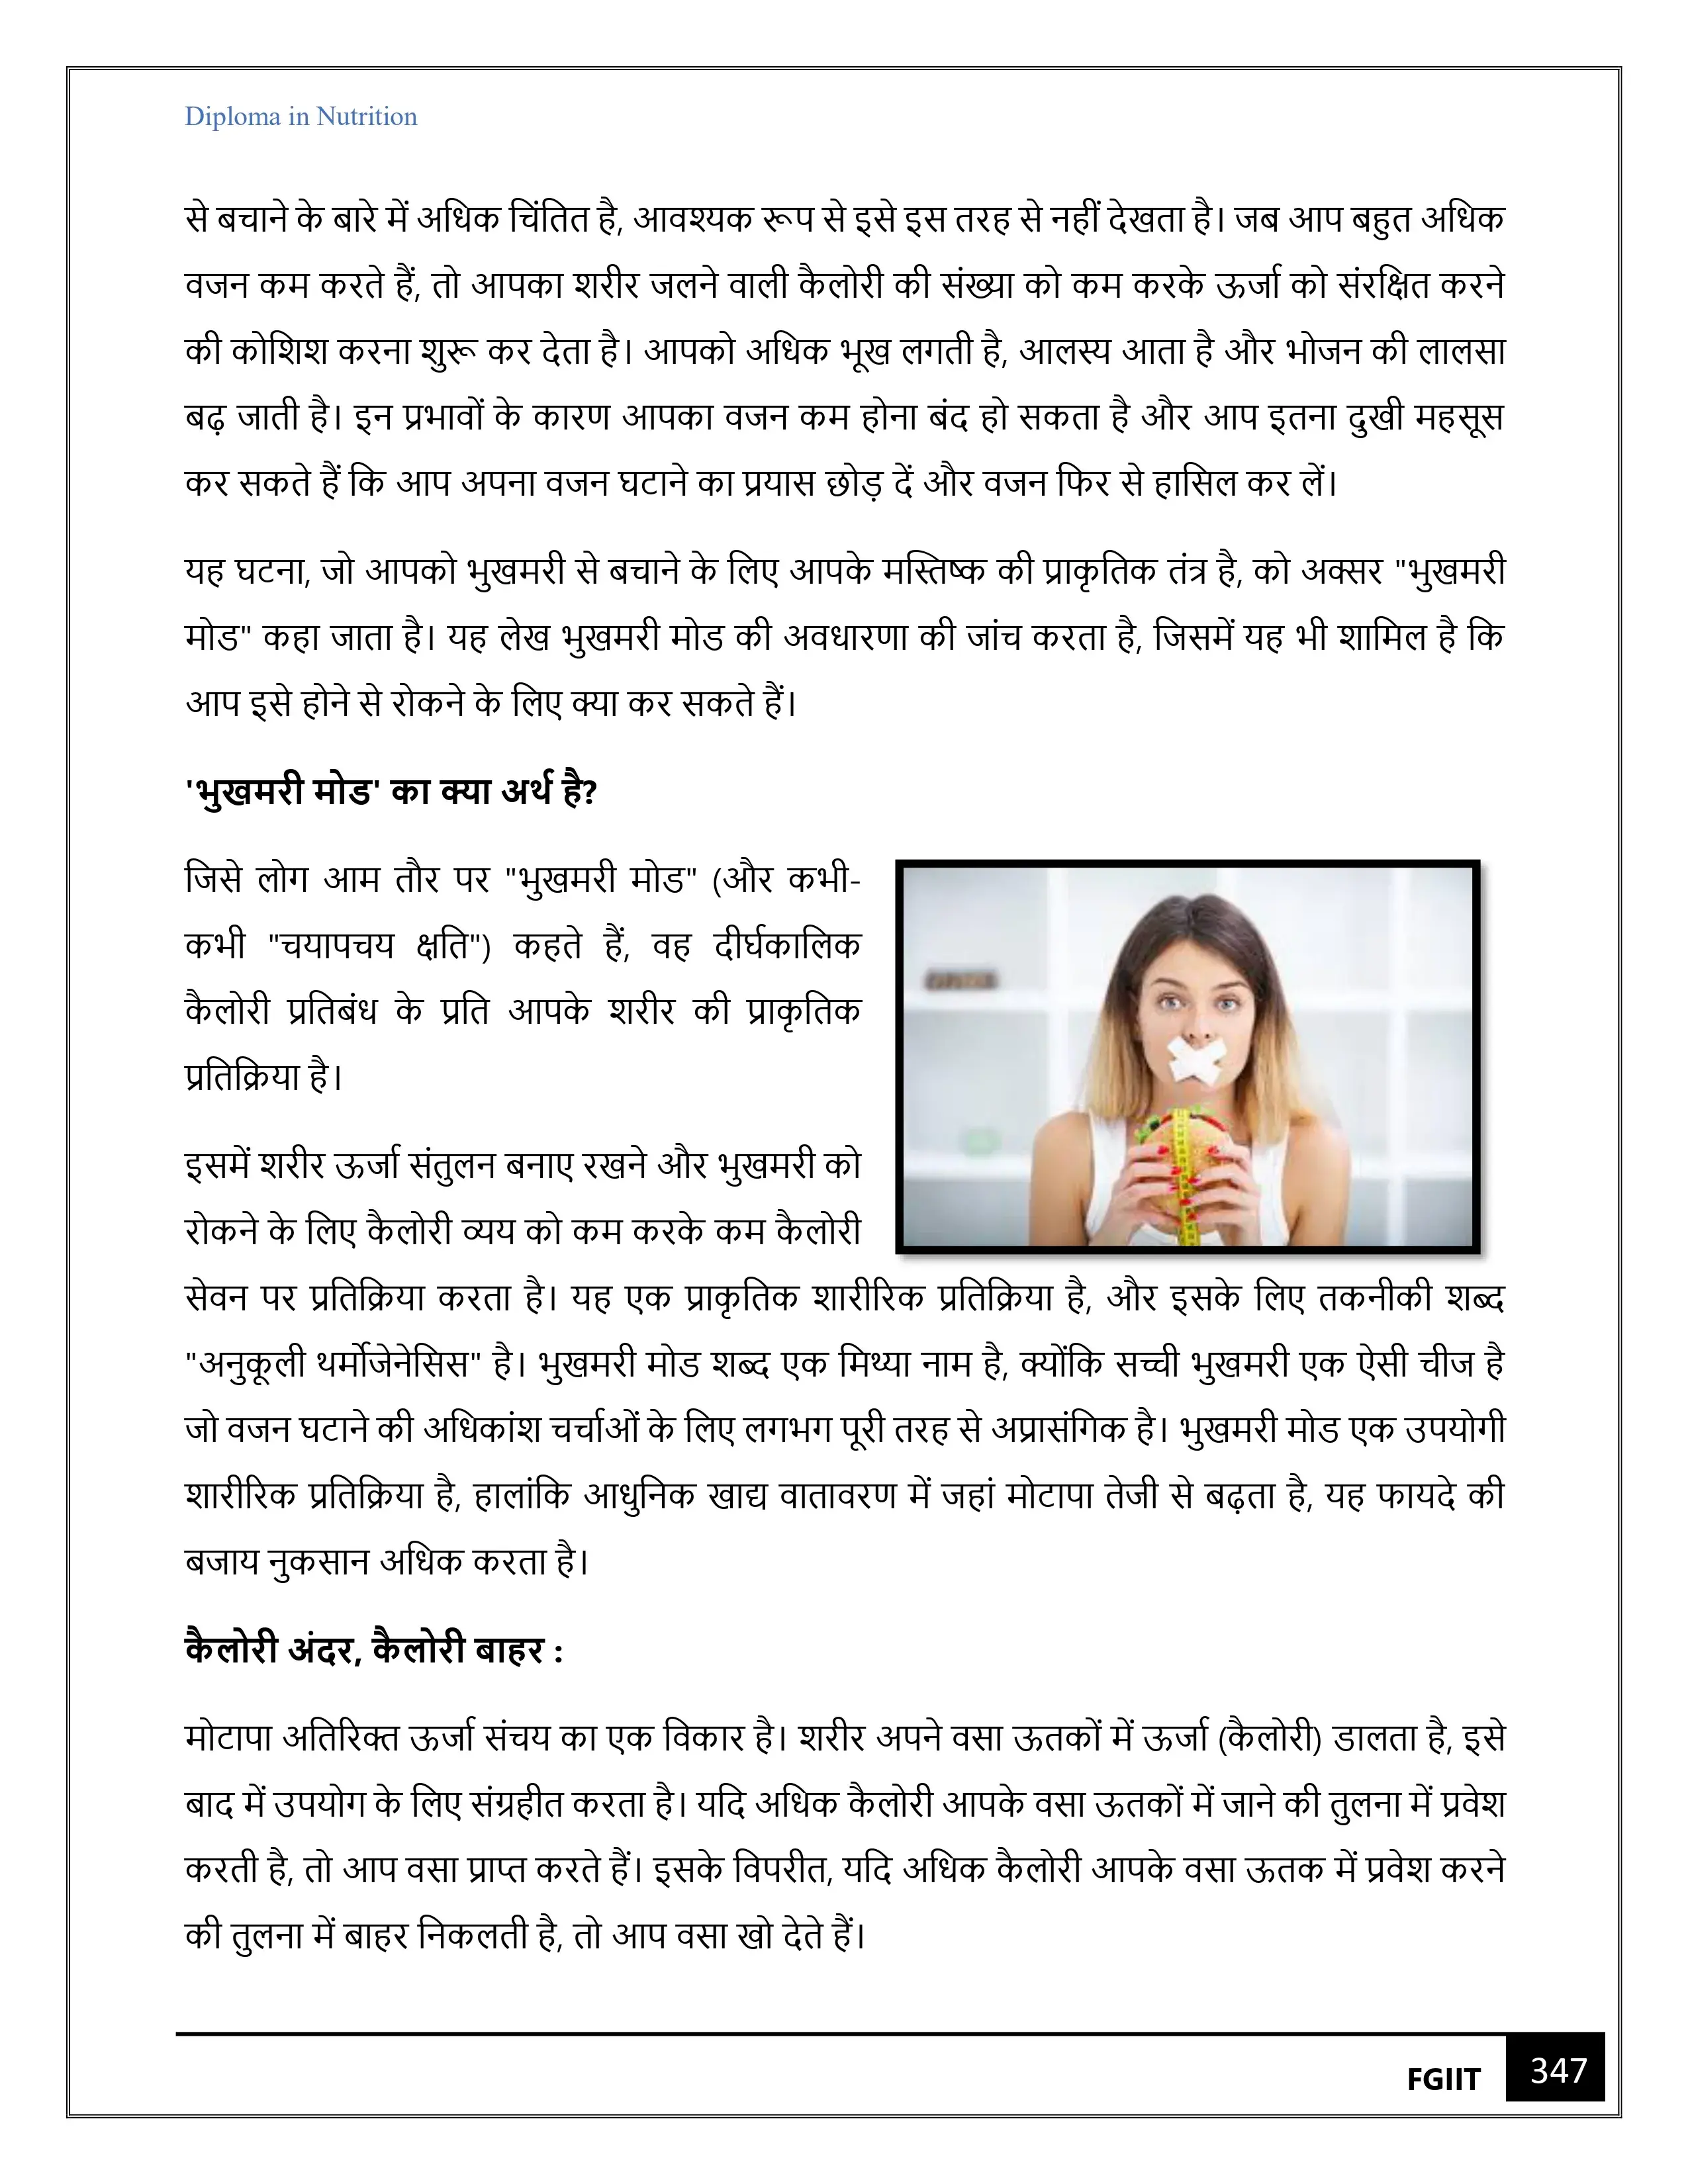 Diploma in Nutrition
से बचाने के बारे में अधिक चिंतित है, आवश्यक रूप से इसे इस तरह से नहीं देखता है। जब आप बहुत अधिक
वजन कम करते हैं, तो आपका शरीर जलने वाली कैलोरी की संख्या को कम करके ऊर्जा को संरक्षित करने
की कोशिश करना शुरू कर देता है। आपको अधिक भूख लगती है, आलस्य आता है और भोजन की लालसा
बढ़ जाती है। इन प्रभावों के कारण आपका वजन कम होना बंद हो सकता है और आप इतना दुखी महसूस
कर सकते हैं कि आप अपना वजन घटाने का प्रयास छोड़ दें और वजन फिर से हासिल कर लें।
यह घटना, जो आपको भुखमरी से बचाने के लिए आपके मस्तिष्क की प्राकृतिक तंत्र है, को अक्सर "भुखमरी
मोड" कहा जाता है। यह लेख भुखमरी मोड की अवधारणा की जांच करता है, जिसमें यह भी शामिल है कि
आप इसे होने से रोकने के लिए क्या कर सकते हैं।
'भुखमरी मोड' का क्या अर्थ है?
जिसे लोग आम तौर पर "भुखमरी मोड" (और कभी-
कभी "चयापचय क्षति") कहते हैं, वह दीर्घकालिक
कैलोरी प्रतिबंध के प्रति आपके शरीर की प्राकृतिक
प्रतिक्रिया है।
इसमें शरीर ऊर्जा संतुलन बनाए रखने और भुखमरी को
रोकने के लिए कैलोरी व्यय को कम करके कम कैलोरी
सेवन पर प्रतिक्रिया करता है। यह एक प्राकृतिक शारीरिक प्रतिक्रिया है, और इसके लिए तकनीकी शब्द
"अनुकूली थर्मोजेनेसिस" है। भुखमरी मोड शब्द एक मिथ्या नाम है, क्योंकि सच्ची भुखमरी एक ऐसी चीज है
जो वजन घटाने की अधिकांश चर्चाओं के लिए लगभग पूरी तरह से अप्रासंगिक है। भुखमरी मोड एक उपयोगी
शारीरिक प्रतिक्रिया है, हालांकि आधुनिक खाद्य वातावरण में जहां मोटापा तेजी से बढ़ता है, यह फायदे की
बजाय नुकसान अधिक करता है।
कैलोरी अंदर, कैलोरी बाहर :
मोटापा अतिरिक्त ऊर्जा संचय का एक विकार है। शरीर अपने वसा ऊतकों में ऊर्जा (कैलोरी) डालता है, इसे
बाद में उपयोग के लिए संग्रहीत करता है। यदि अधिक कैलोरी आपके वसा ऊतकों में जाने की तुलना में प्रवेश
करती है, तो आप वसा प्राप्त करते हैं। इसके विपरीत, यदि अधिक कैलोरी आपके वसा ऊतक में प्रवेश करने
की तुलना में बाहर निकलती है, तो आप वसा खो देते हैं।
FGIIT 347